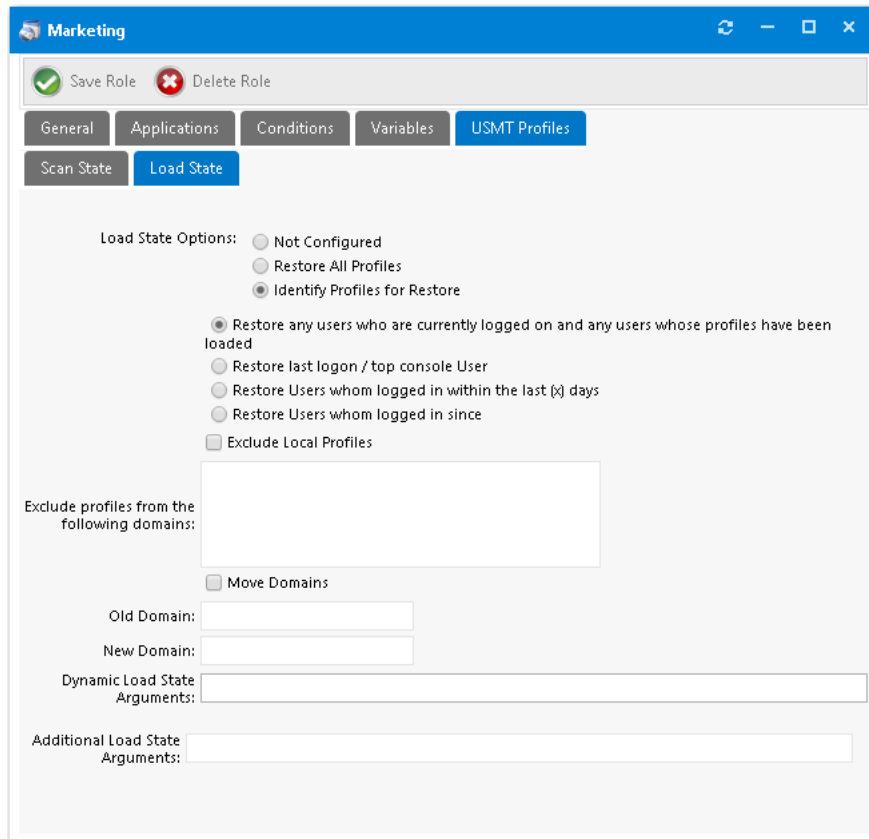 Marketing
Save Role Delete Role
General Applications Conditions Variables USMT Profiles
Scan State Load State
Load State Options:
Not Configured
Restore All Profiles
Identify Profiles for Restore
Restore any users who are currently logged on and any users whose profiles have been
loaded
Restore last logon / top console User
Restore Users whom logged in within the last (x) days
Restore Users whom logged in since
Exclude Local Profiles
Exclude profiles from the
following domains:
Move Domains
Old Domain:
New Domain:
Dynamic Load State
Arguments:
Additional Load State
Arguments: